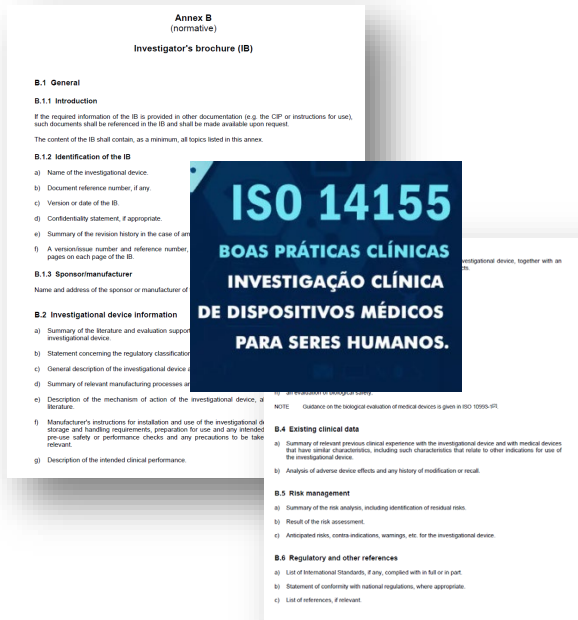 Annex B
(normative)
Investigator's brochure (IB)
B.1 General
B.1.1 Introduction
If the required information of the IB is provided in other documentation (e.g. the CIP or instructions for use),
such documents shall be referenced in the IB and shall be made available upon request.
The content of the IB shall contain, as a minimum, all topics listed in this annex.
B.1.2 Identification of the IB
a) Name of the investigational device.
b) Document reference number, if any.
c) Version or date of the IB.
d) Confidentiality statement, if appropriate.
e) Summary of the revision history in the case of
f) A version/issue number and reference number,
pages on each page of the IB.
B.1.3 Sponsor/manufacturer
Name and address of the sponsor or manufacturer of
B.2 Investigational device information
a) Summary of the literature and evaluation
investigational device.
b) Statement concerning the regulatory classification
c) General description of the investigational device
d) Summary of relevant manufacturing processes
e) Description of the mechanism of action of the investigational device,
literature.
f) Manufacturer's instructions for installation and use of the investigational
storage and handling requirements, preparation for use and any intended
pre-use safety or performance checks and any precautions to be
relevant.
g) Description of the intended clinical performance.
ISO 14155
BOAS PRÁTICAS CLÍNICAS
INVESTIGAÇÃO CLÍNICA
DE DISPOSITIVOS MÉDICOS
PARA SERES HUMANOS.
investigational device, together with an
NOTE Guidance on the biological evaluation of medical devices is given in ISO 10993-1
B.4 Existing clinical data
a) Summary of relevant previous clinical experience with the investigational device and with medical devices
that have similar characteristics, including such characteristics that relate to other indications for use of
the investigational device.
b) Analysis of adverse device effects and any history of modification or recall.
B.5 Risk management
a) Summary of the risk analysis, including identification of residual risks.
b) Result of the risk assessment.
c) Anticipated risks, contra-indications, warnings, etc. for the investigational device.
B.6 Regulatory and other references
a) List of International Standards, if any, complied with in full or in part.
b) Statement of conformity with national regulations, where appropriate.
c) List of references, if relevant.